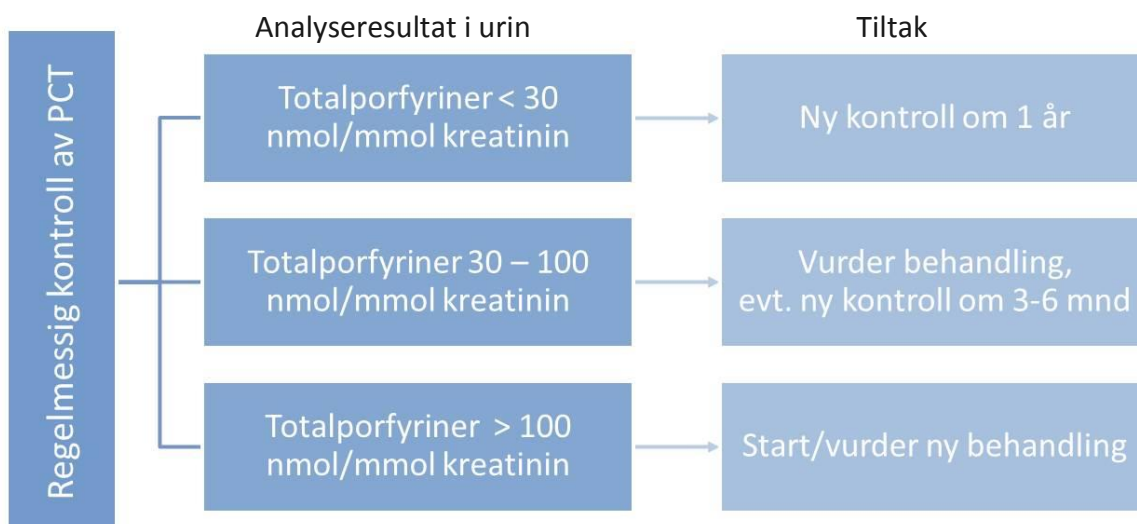 Analyseresultat i urin
Tiltak
Regelmessig kontroll av PCT
Totalporfyriner < 30
nmol/mmol kreatinin
Ny kontroll om 1 år
Totalporfyriner 30 – 100
nmol/mmol kreatinin
Vurder behandling,
evt. ny kontroll om 3-6 mnd
Totalporfyriner > 100
nmol/mmol kreatinin
Start/vurder ny behandling